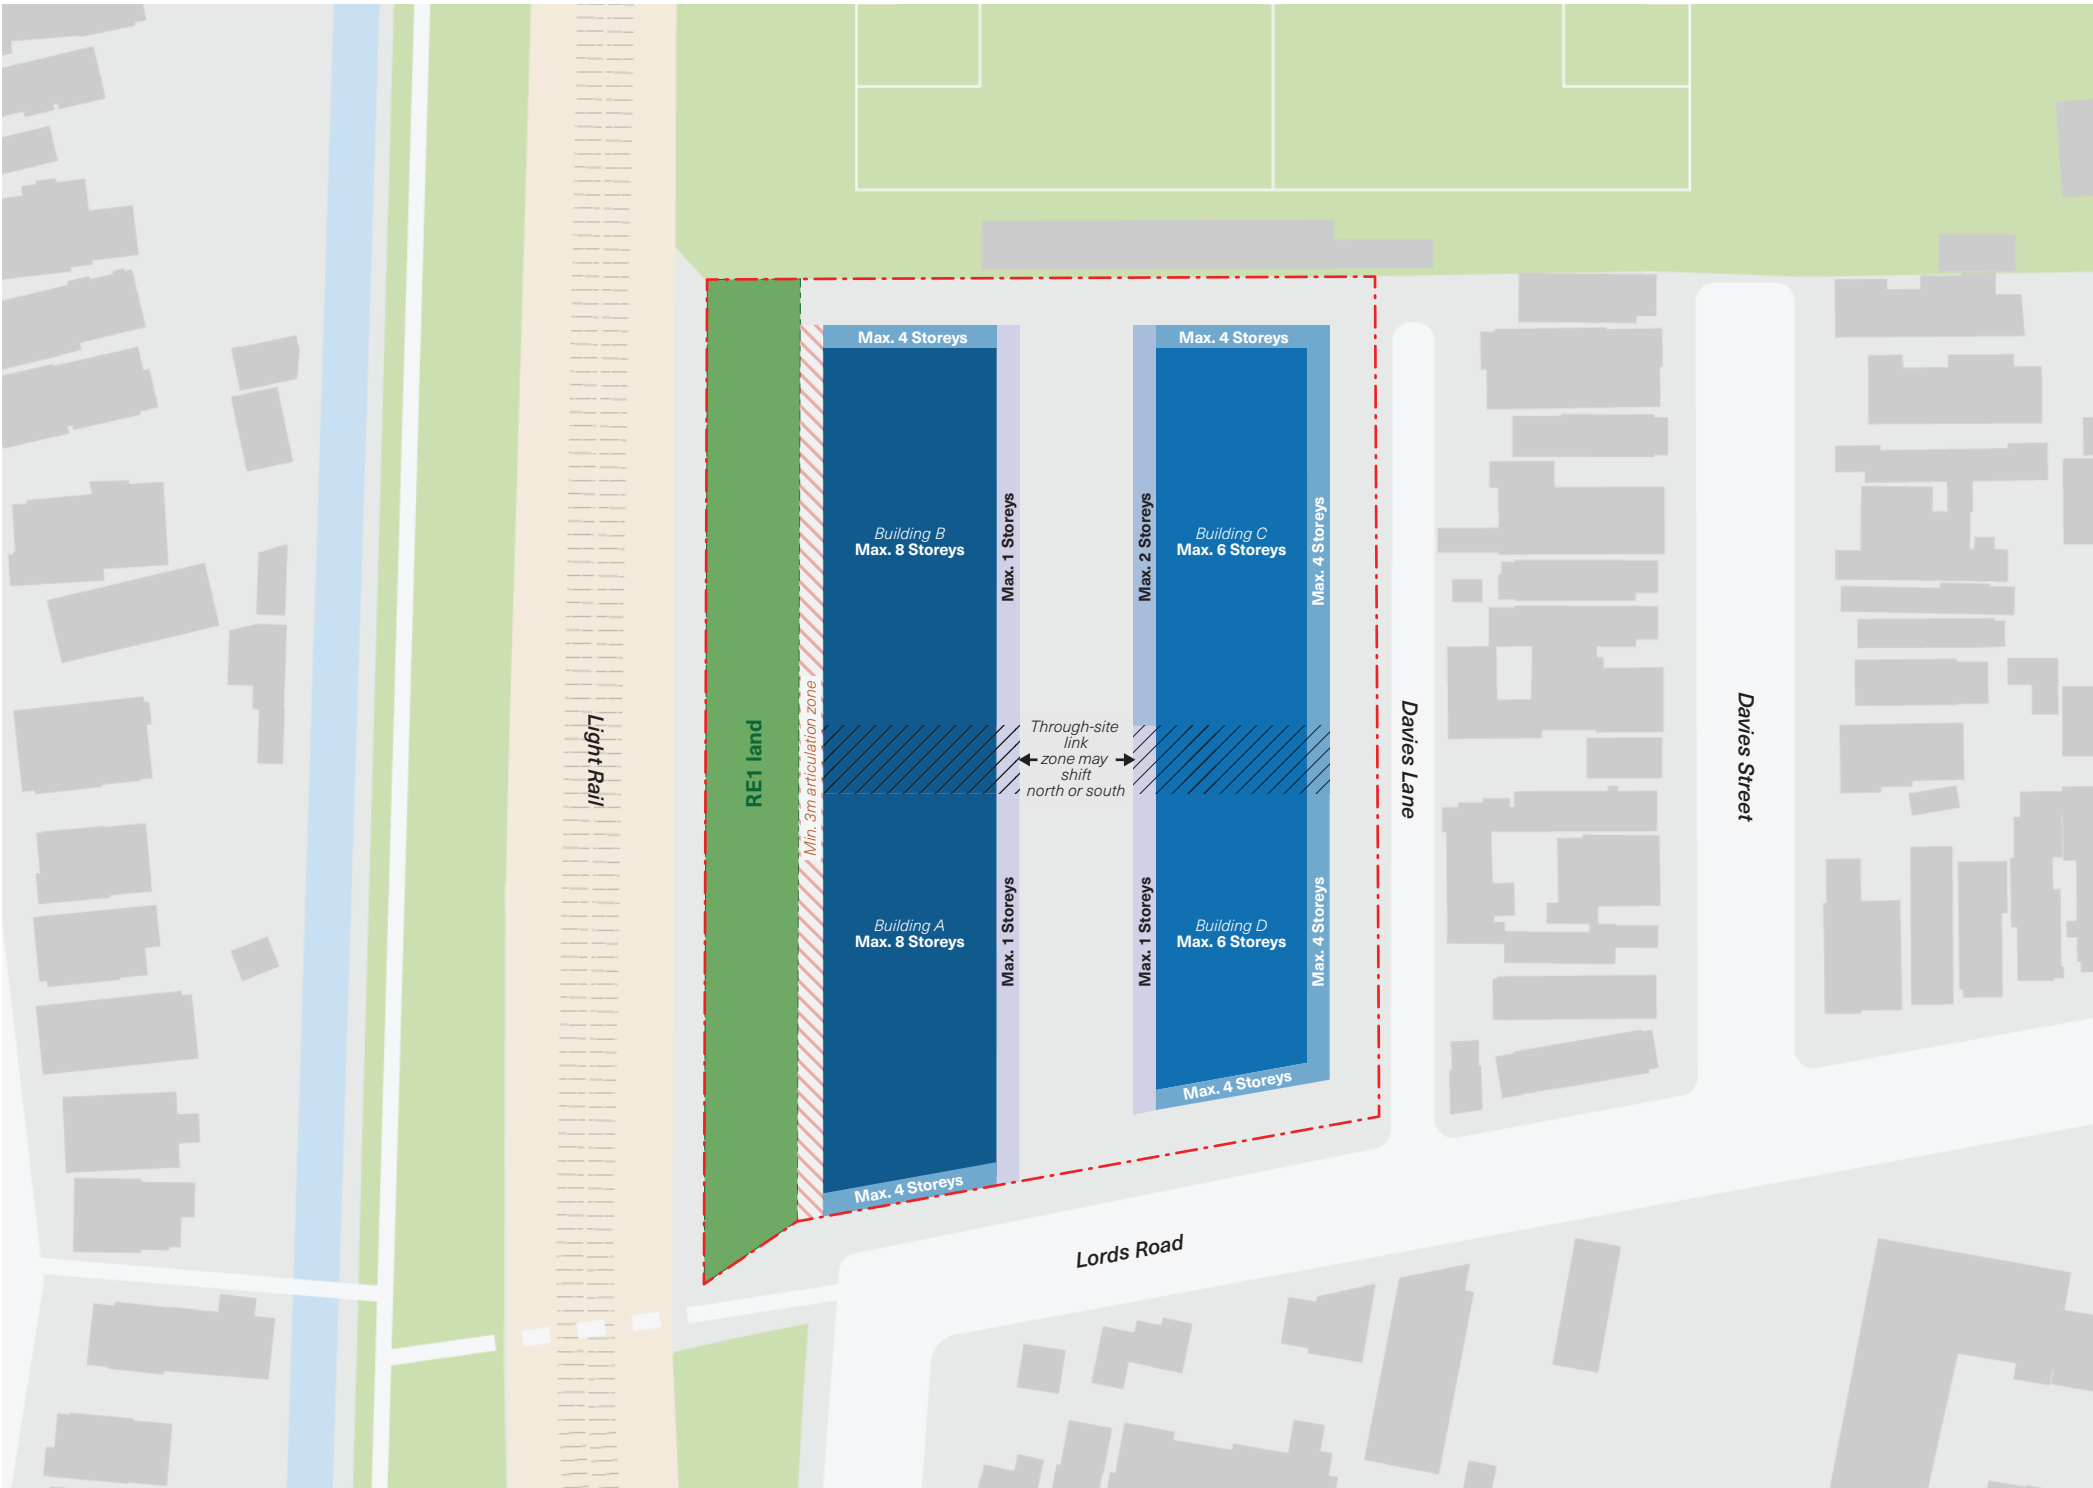 Max. 4 Storeys
Max. 4 Storeys
Building B
Max. 8 Storeys
Max. 1 Storeys
Max. 2 Storeys
Building C
Max. 6 Storeys
Max. 4 Storeys
Light Rail
RE1 land
Min. 3m articulation zone
Through-site
link
zone may
shift
north or south
Davies Lane
Davies Street
Building A
Max. 8 Storeys
Max. 1 Storeys
Max. 1 Storeys
Building D
Max. 6 Storeys
Max. 4 Storeys
Max. 4 Storeys
Max. 4 Storeys
Lords Road